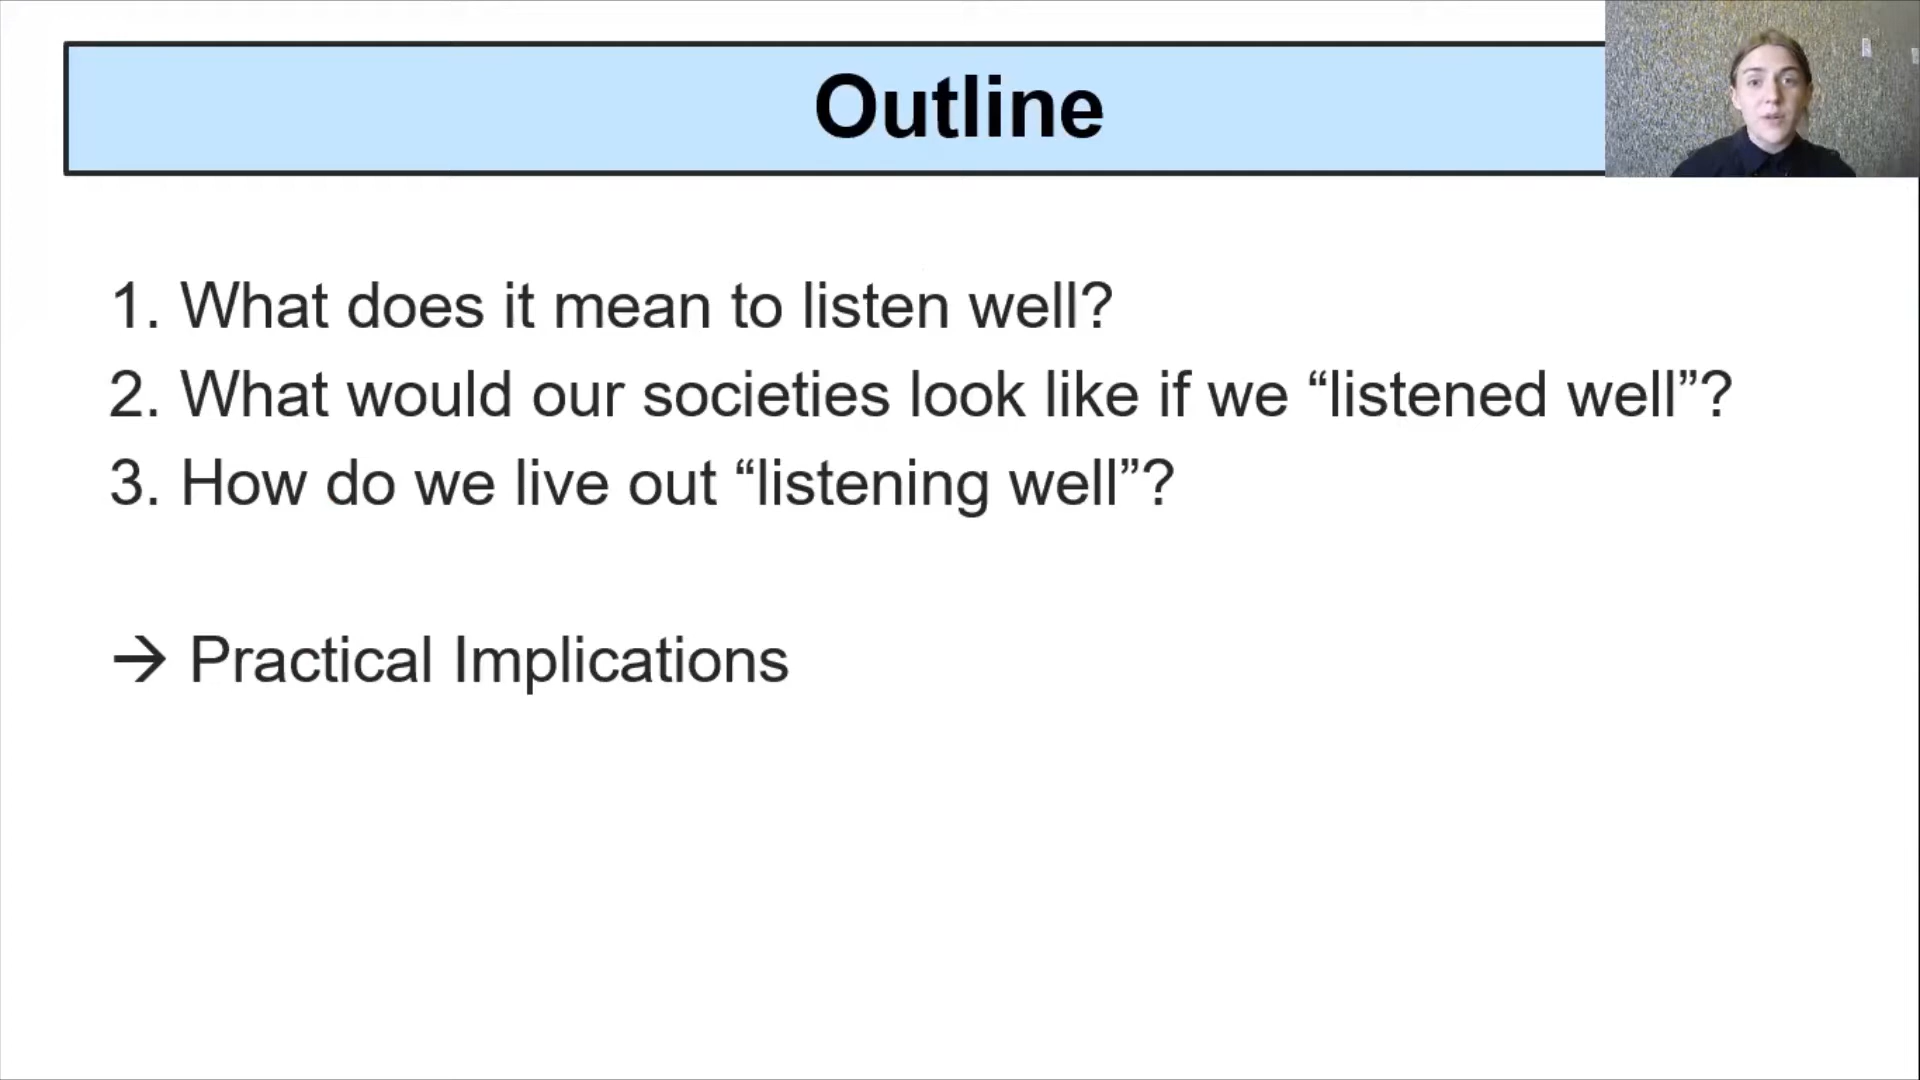 Outline
1. What does it mean to listen well?
2. What would our societies look like if we “listened well”?
3. How do we live out “listening well”?
→ Practical Implications